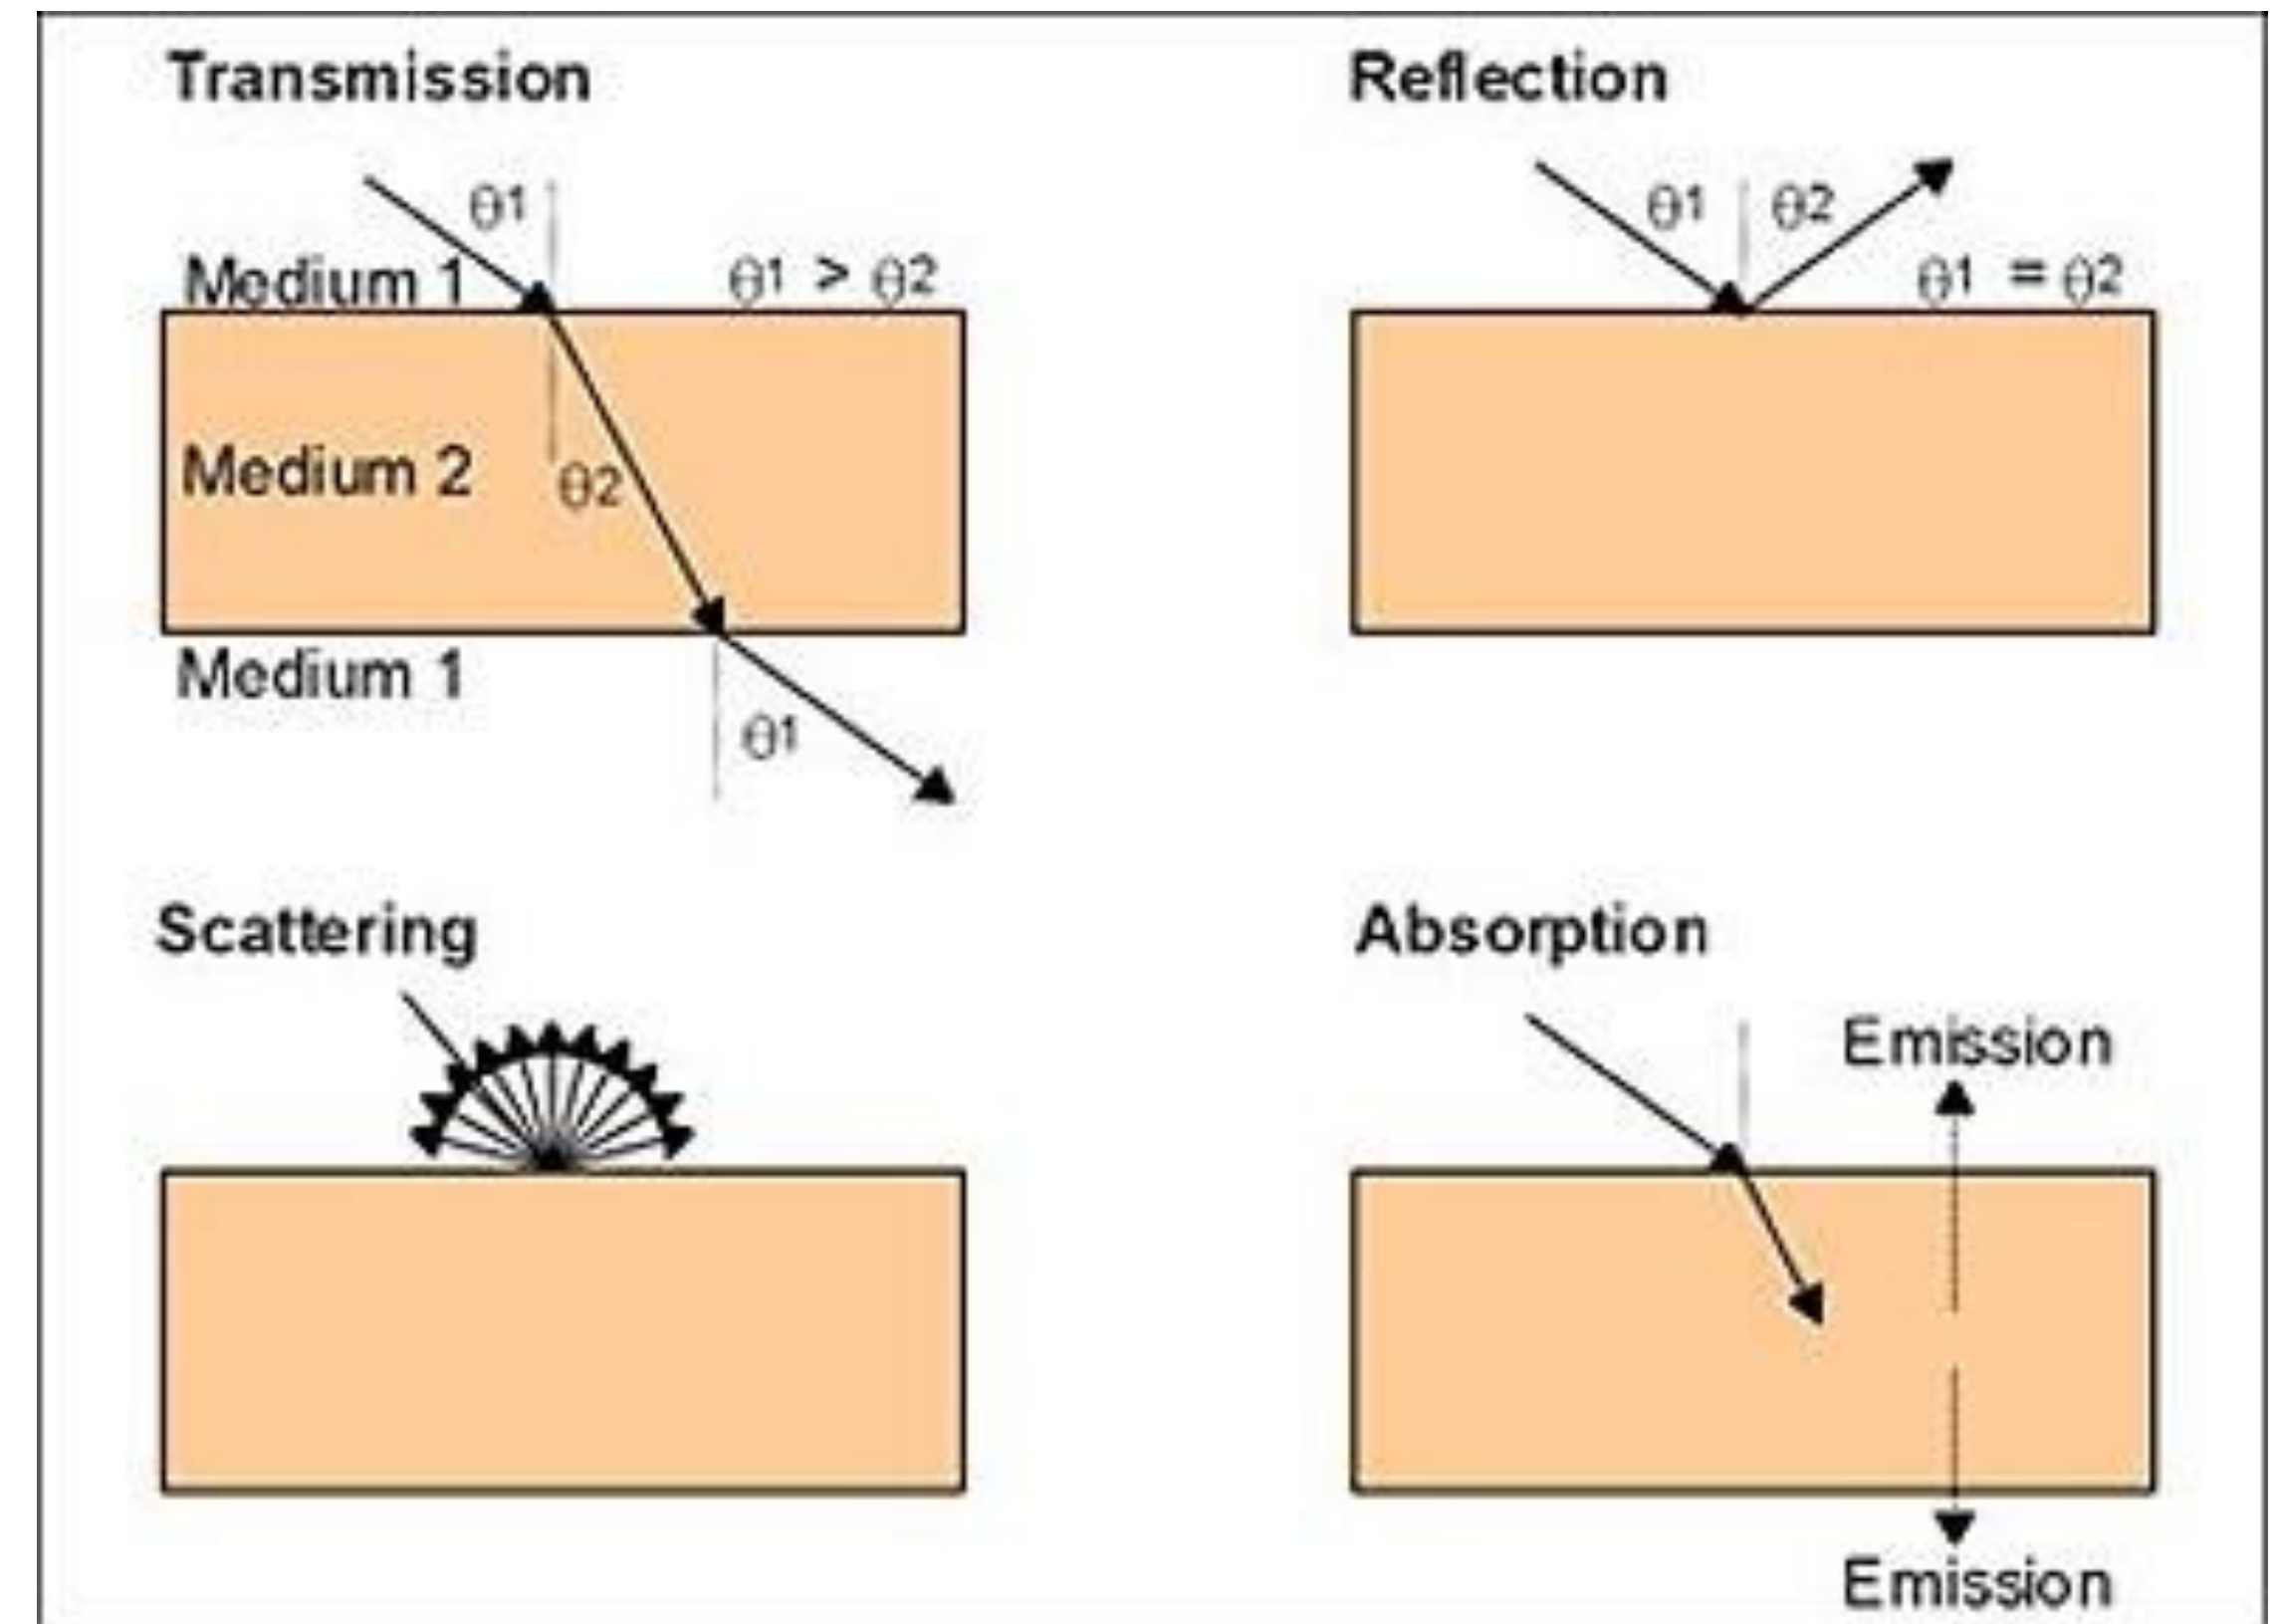 Transmission
θ1
Medium 1
θ1 > θ2
Medium 2
θ2
Medium 1
θ1
Reflection
θ1 θ2
θ1 = θ2
Scattering
Absorption
Emission
Emission